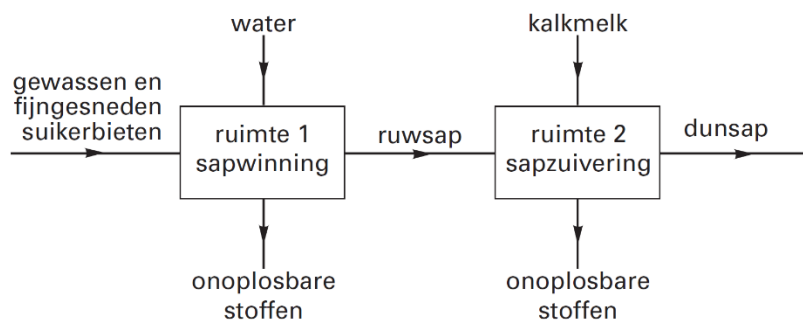 water
kalkmelk
gewassen en
fijngesneden
suikerbieten
ruimte 1
sapwinning
ruwsap
ruimte 2
sapzuivering
dunsap
onoplosbare
stoffen
onoplosbare
stoffen